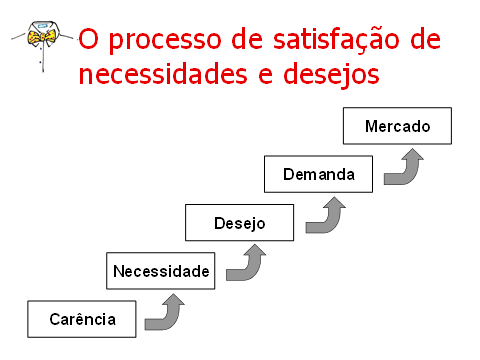 O processo de satisfação de
necessidades e desejos
Mercado
Demanda
Desejo
Necessidade
Carência